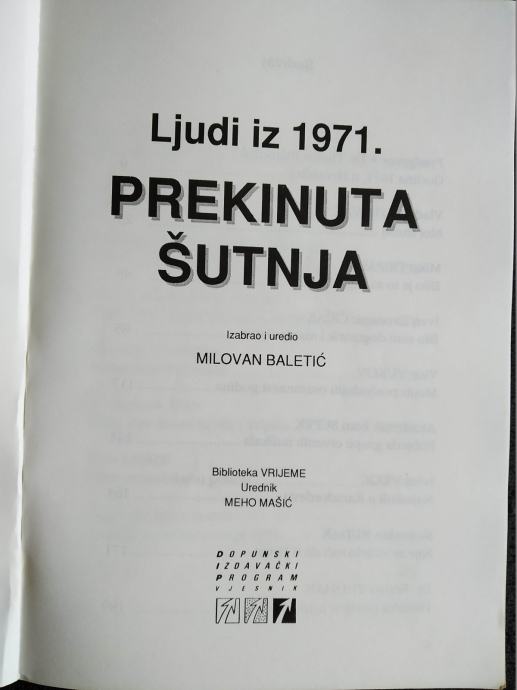 Ljudi iz 1971.
PREKINUTA
ŠUTNJA
Izabrao i uredio
MILOVAN BALETIĆ
Biblioteka VRIJEME
Urednik
MEHO MAŠIĆ
DOPUNSKI
IZDAVAČKI
PROGRAM
VJESNIK